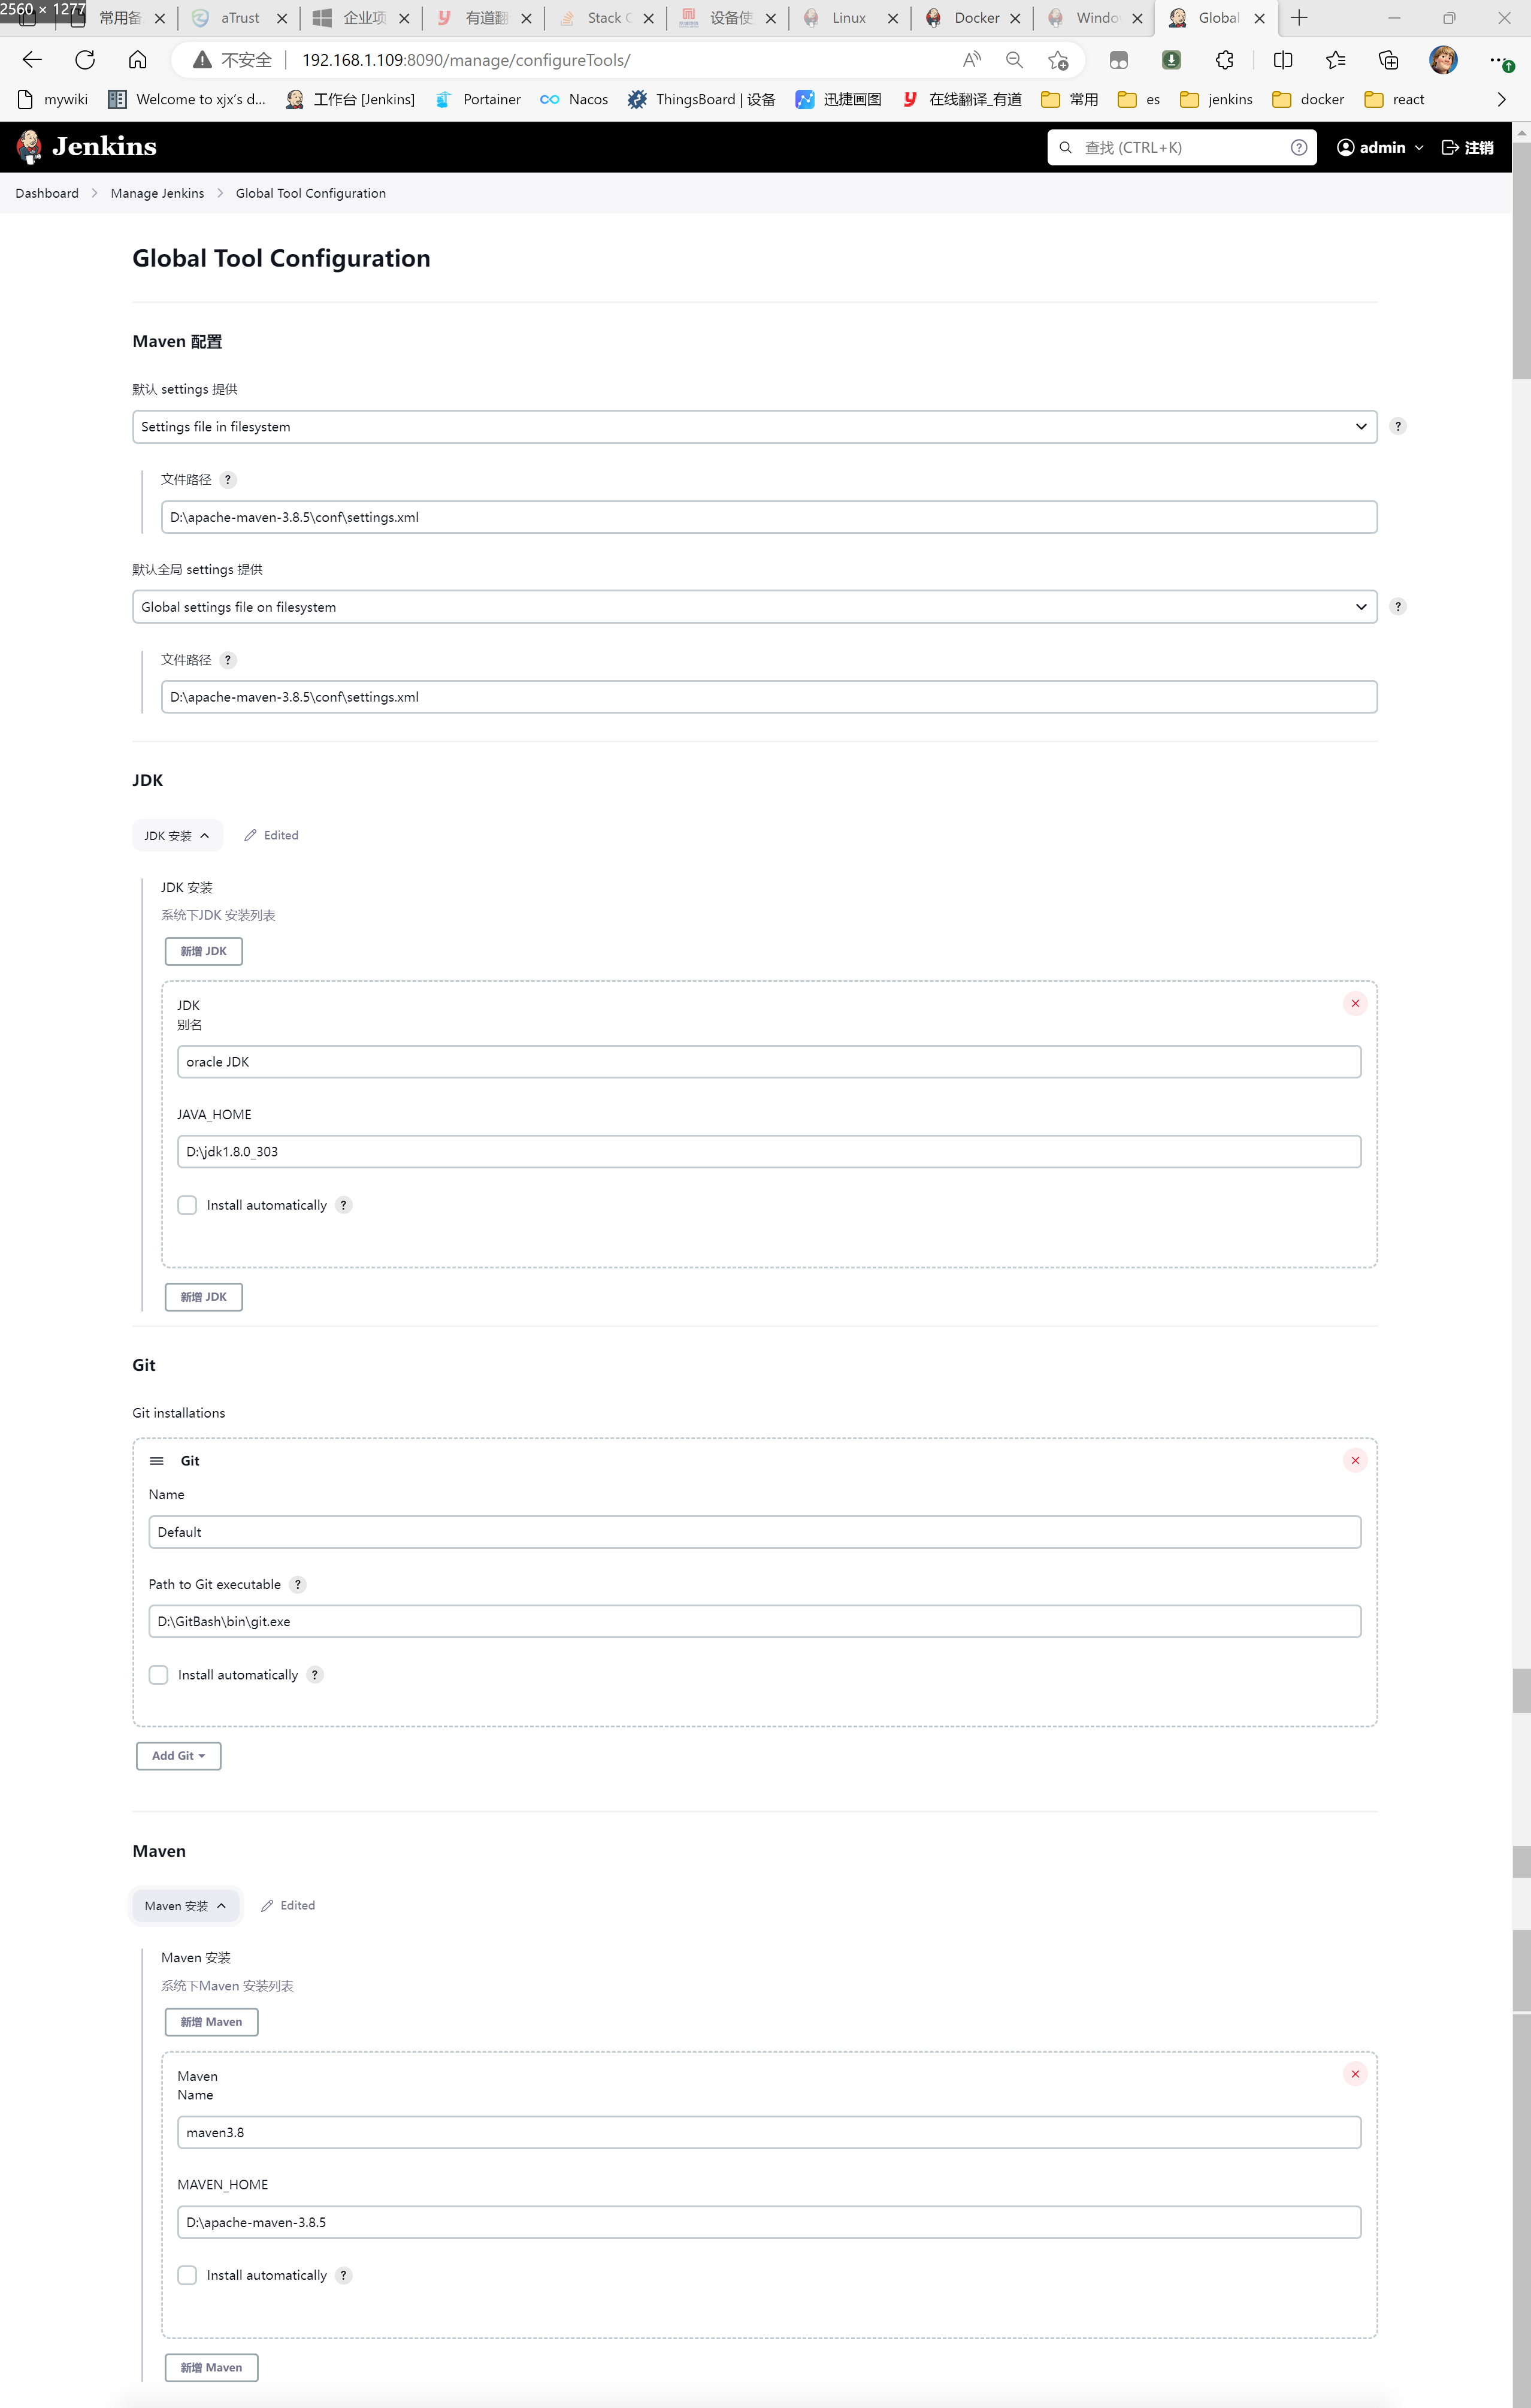 2560 × 1277
常用备
aTrust
企业项
有道翻
Stack
设备使
Linux
Docker
Windo
Global
不安全 192.168.1.109:8090/manage/configureTools/
mywiki
Welcome to xjx's d...
工作台 [Jenkins]
Portainer
Nacos
ThingsBoard | 设备
迅捷画图
在线翻译_有道
常用
es
jenkins
docker
react
Jenkins
查找 (CTRL+K)
admin
注销
Dashboard
Manage Jenkins
Global Tool Configuration
Global Tool Configuration
Maven 配置
默认 settings 提供
Settings file in filesystem
?
文件路径 ?
D:\apache-maven-3.8.5\conf\settings.xml
默认全局 settings 提供
Global settings file on filesystem
?
文件路径 ?
D:\apache-maven-3.8.5\conf\settings.xml
JDK
JDK 安装
Edited
JDK 安装
系统下JDK 安装列表
新增 JDK
JDK
别名
oracle JDK
JAVA_HOME
D:\jdk1.8.0_303
Install automatically ?
新增 JDK
Git
Git installations
Git
Name
Default
Path to Git executable ?
D:\GitBash\bin\git.exe
Install automatically ?
Add Git
Maven
Maven 安装
Edited
Maven 安装
系统下Maven 安装列表
新增 Maven
Maven
Name
maven3.8
MAVEN_HOME
D:\apache-maven-3.8.5
Install automatically ?
新增 Maven